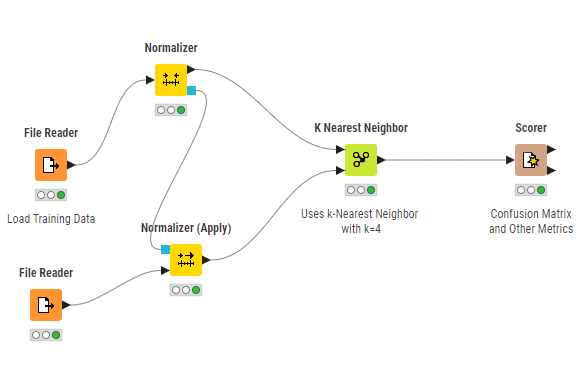 Normalizer
File Reader
Load Training Data
K Nearest Neighbor
Uses k-Nearest Neighbor
with k=4
Scorer
Confusion Matrix
and Other Metrics
Normalizer (Apply)
File Reader